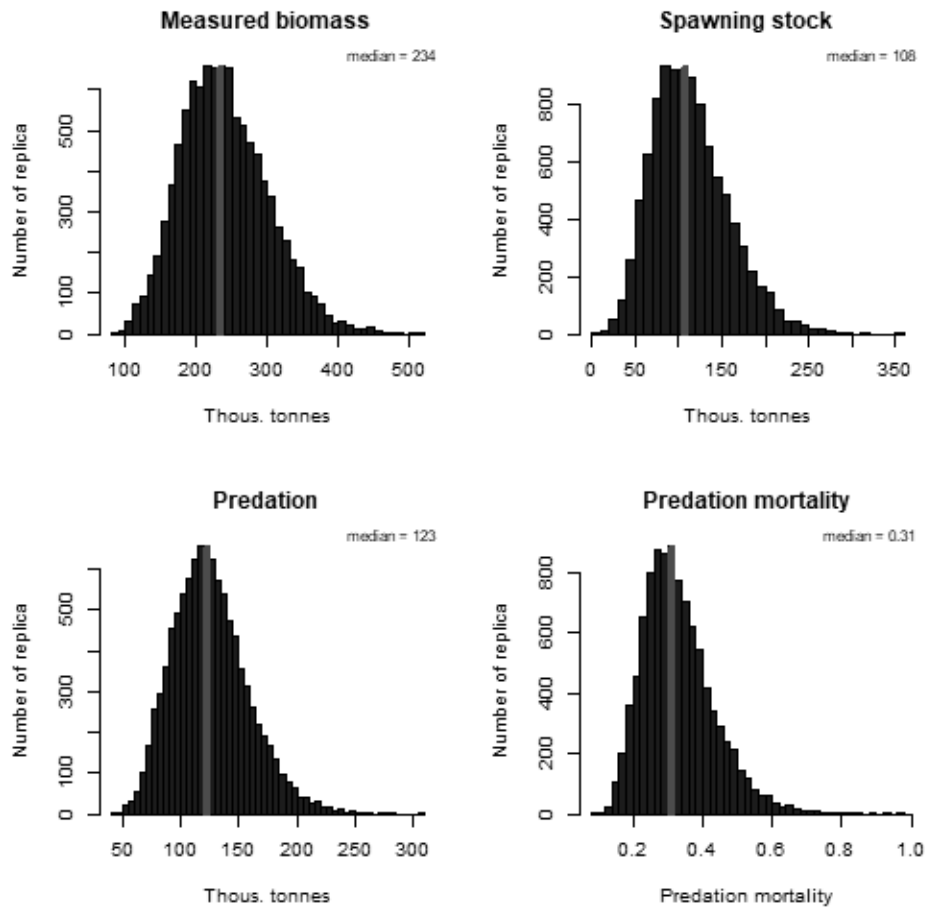 Measured biomass
median = 234
Number of replica
0 100 300 500
100 200 300 400 500
Thous. tonnes
Spawning stock
median = 108
Number of replica
0 200 400 600 800
0 50 150 250 350
Thous. tonnes
Predation
median = 123
Number of replica
0 100 300 500
50 100 150 200 250 300
Thous. tonnes
Predation mortality
median = 0.31
Number of replica
0 200 400 600 800
0.2 0.4 0.6 0.8 1.0
Predation mortality